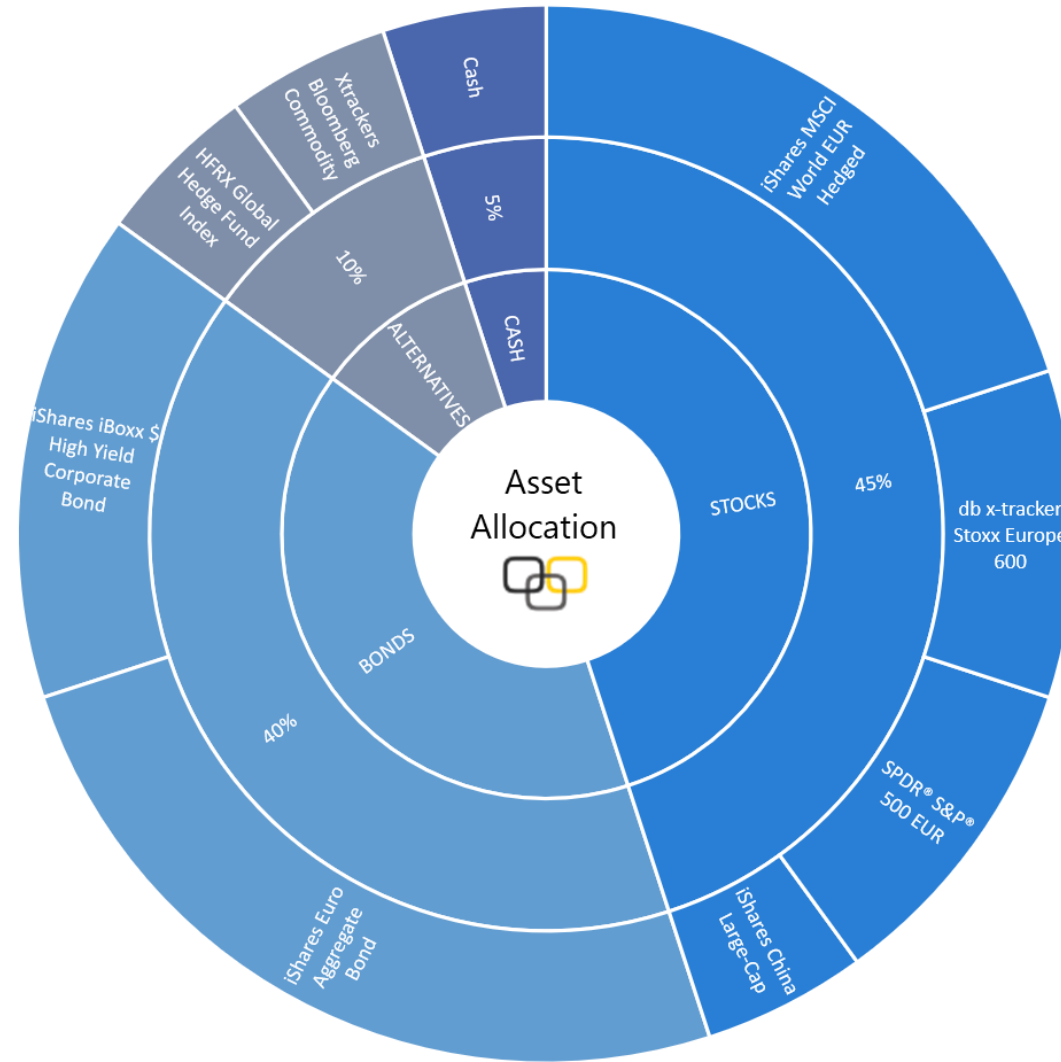 Asset
Allocation
STOCKS
45%
iShares MSCI
World EUR
Hedged
db x-tracker
Stoxx Europe
600
SPDR® S&P®
500 EUR
iShares China
Large-Cap
BONDS
40%
iShares Euro
Aggregate
Bond
iShares iBoxx $
High Yield
Corporate
Bond
ALTERNATIVES
10%
HFRX Global
Hedge Fund
Index
Xtrackers
Bloomberg
Commodity
CASH
5%
Cash